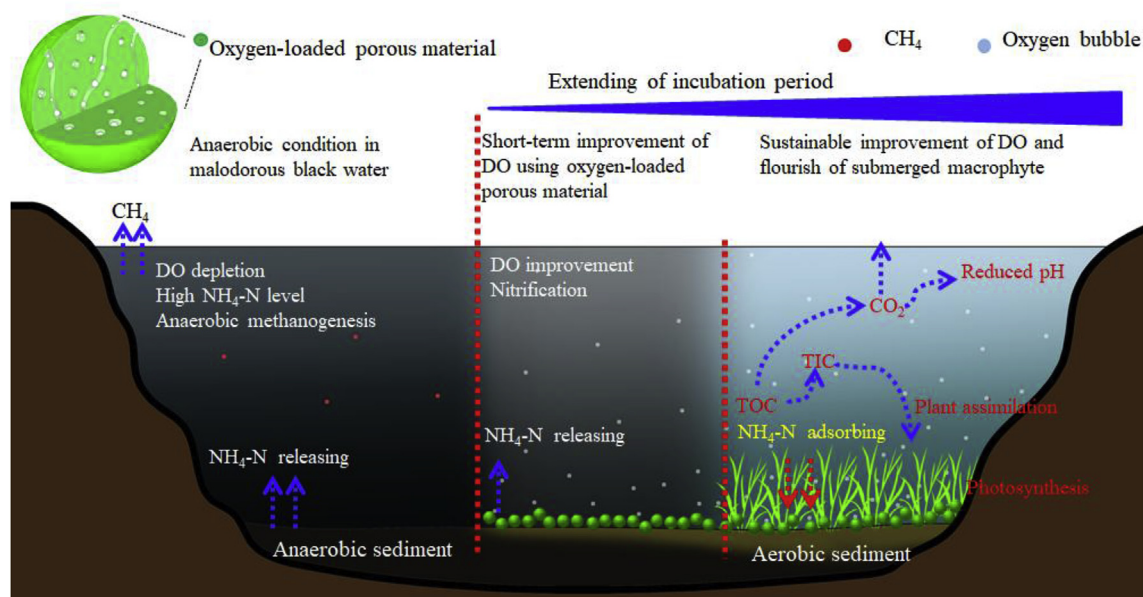 Oxygen-loaded porous material
CH₄
Oxygen bubble
Extending of incubation period
Anaerobic condition in
malodorous black water
Short-term improvement of
DO using oxygen-loaded
porous material
Sustainable improvement of DO and
flourish of submerged macrophyte
CH₄
DO depletion
High NH₄-N level
Anaerobic methanogenesis
DO improvement
Nitrification
Reduced pH
CO₂
TIC
TOC
Plant assimilation
NH₄-N adsorbing
NH₄-N releasing
NH₄-N releasing
Photosynthesis
Anaerobic sediment
Aerobic sediment